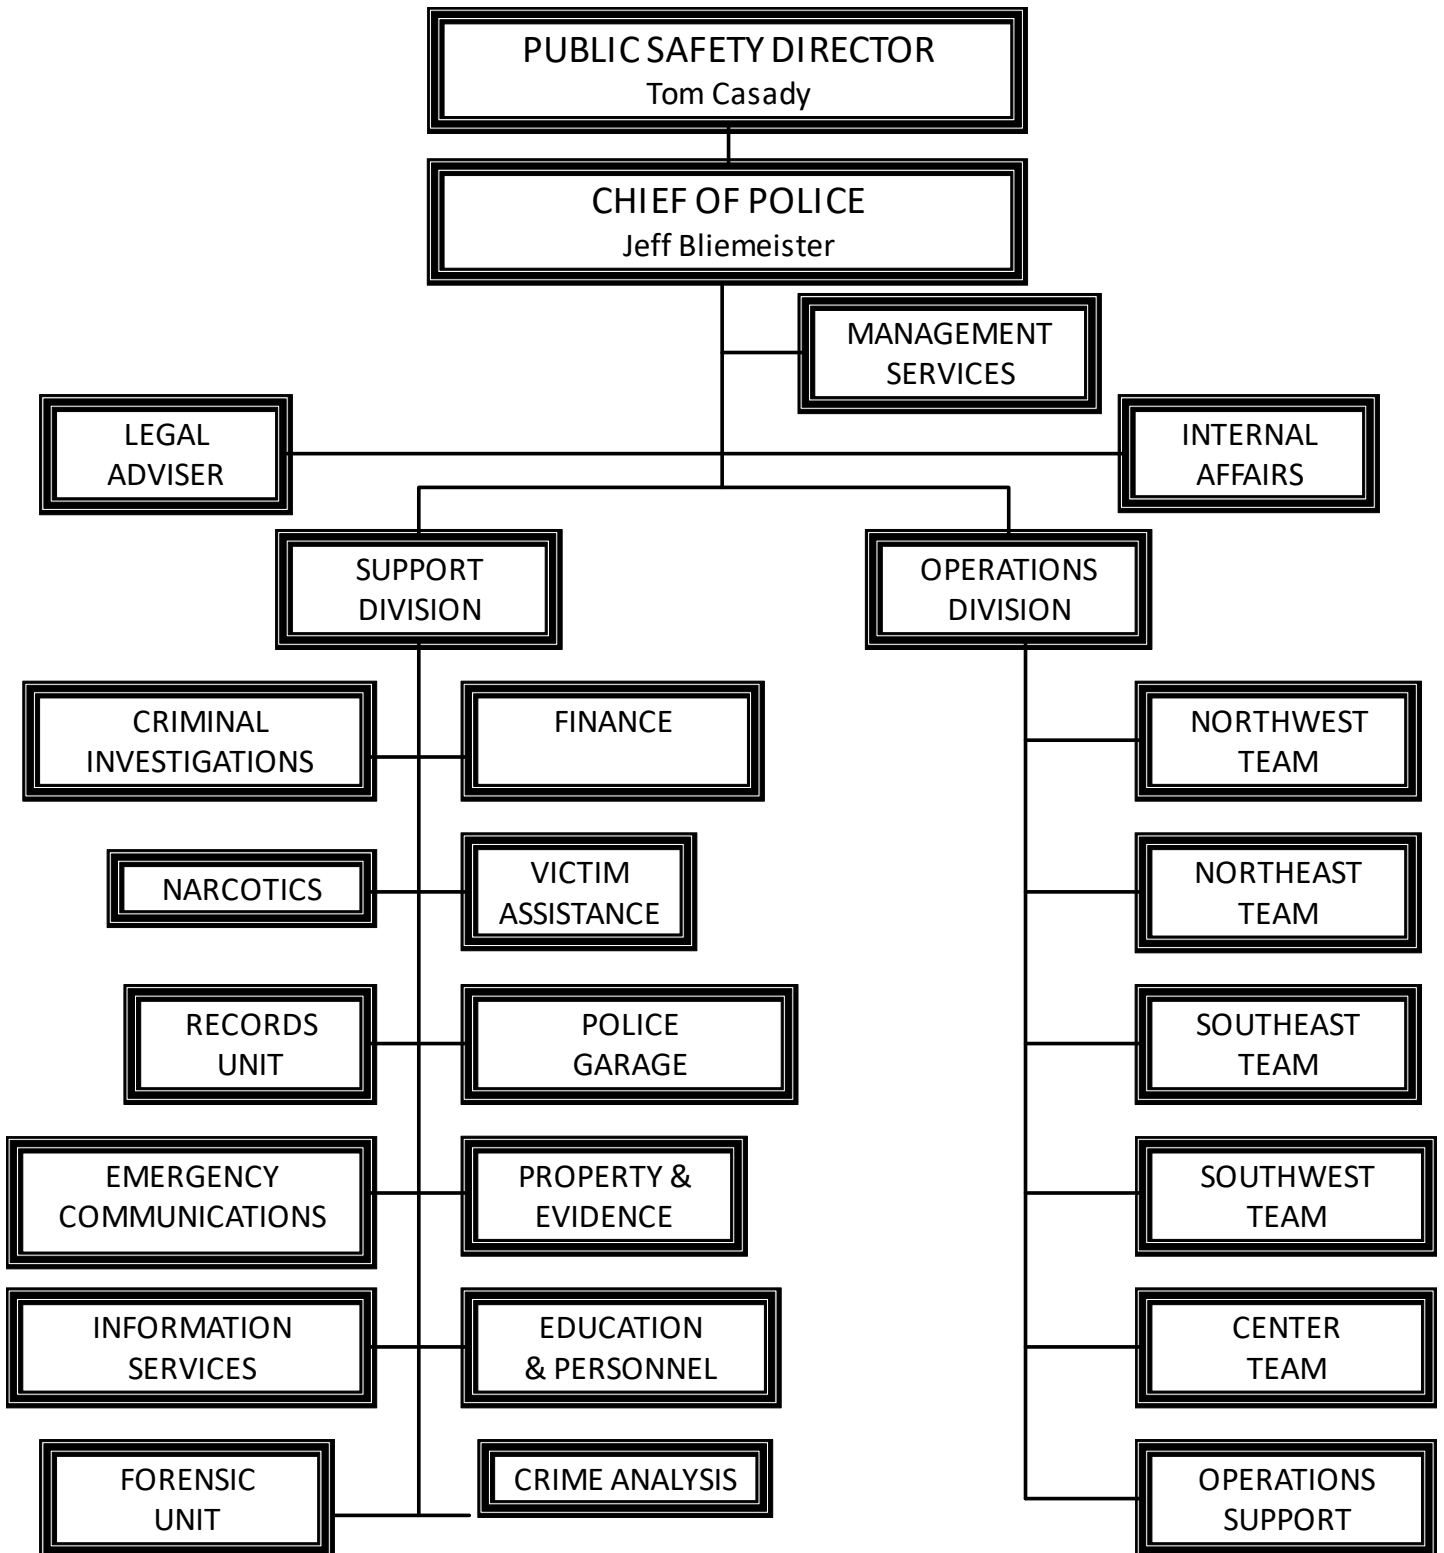 PUBLIC SAFETY DIRECTOR
Tom Casady
CHIEF OF POLICE
Jeff Bliemeister
MANAGEMENT
SERVICES
LEGAL
ADVISER
INTERNAL
AFFAIRS
SUPPORT
DIVISION
OPERATIONS
DIVISION
CRIMINAL
INVESTIGATIONS
FINANCE
NORTHWEST
TEAM
NARCOTICS
VICTIM
ASSISTANCE
NORTHEAST
TEAM
RECORDS
UNIT
POLICE
GARAGE
SOUTHEAST
TEAM
EMERGENCY
COMMUNICATIONS
PROPERTY &
EVIDENCE
SOUTHWEST
TEAM
INFORMATION
SERVICES
EDUCATION
& PERSONNEL
CENTER
TEAM
FORENSIC
UNIT
CRIME ANALYSIS
OPERATIONS
SUPPORT